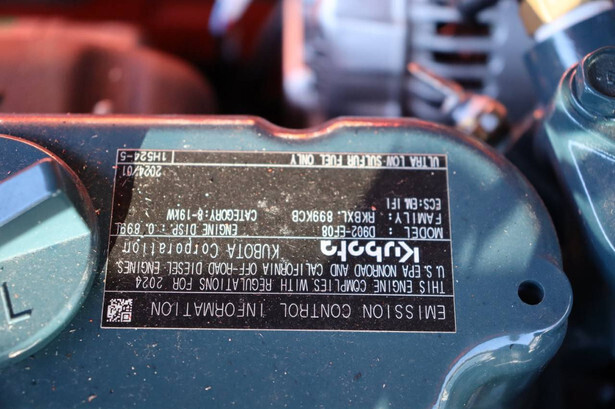 EMISSION CONTROL INFORMATION
THIS ENGINE COMPLIES WITH REGULATIONS FOR 2024
U.S. EPA NONROAD AND CALIFORNIA OFF-ROAD DIESEL ENGINES.
Kubota KUBOTA Corporation
MODEL: D902-EF08 ENGINE DISP.: 0.898L
FAMILY: RKBXL.899KCB CATEGORY:8-19kW
ECS:EM, IFI
2024/01
ULTRA LOW-SULFUR FUEL ONLY 1H524-5